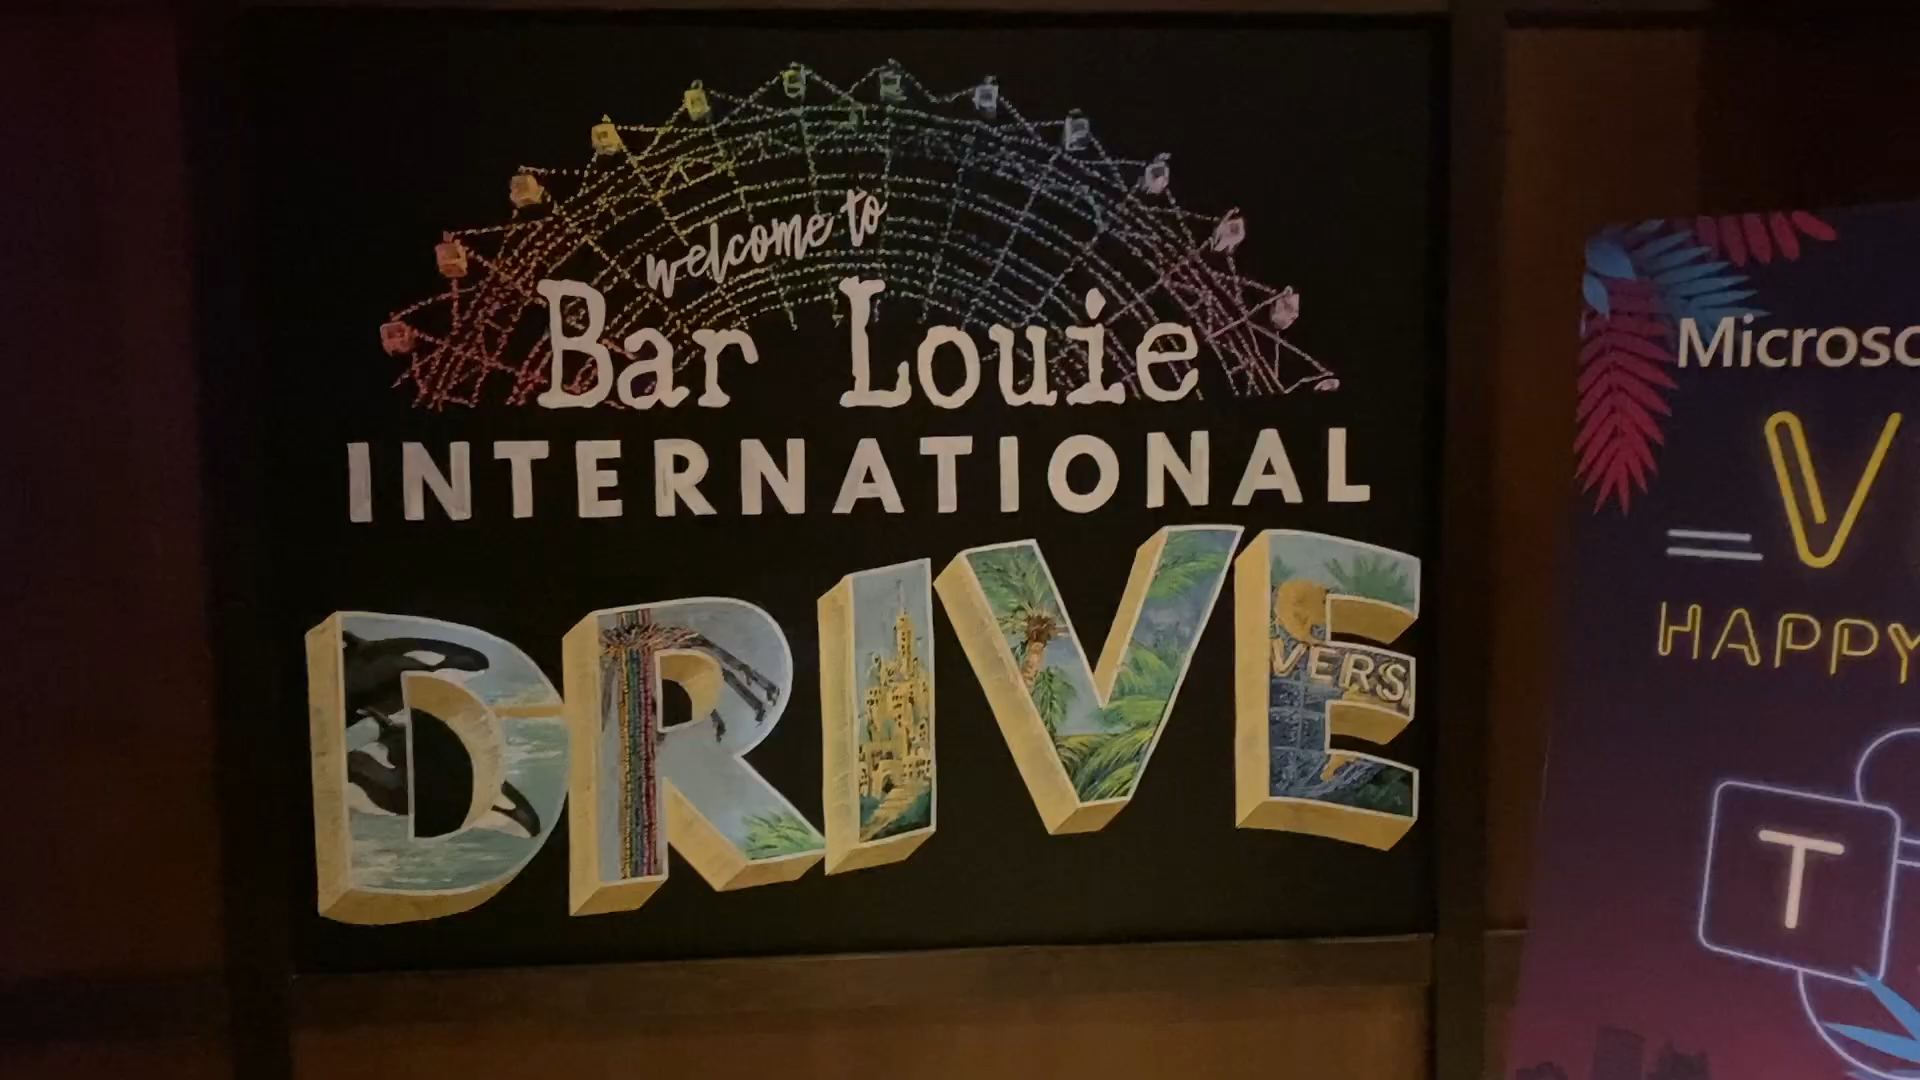 welcome to
Bar Louie
INTERNATIONAL
DRIVE
VERS
Microso
V
HAPPY
T